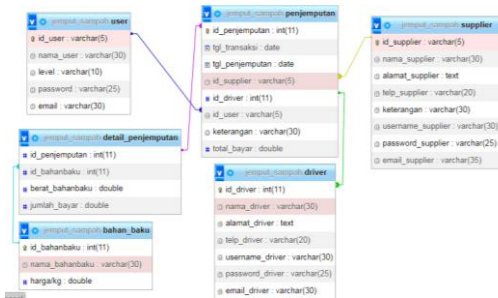 jemput_sampah user
id_user : varchar(5)
nama_user : varchar(30)
level : varchar(10)
password : varchar(25)
email : varchar(30)
jemput_sampah penjemputan
id_penjemputan : int(11)
tgl_transaksi : date
tgl_penjemputan : date
id_supplier : varchar(5)
id_driver : int(11)
id_user : varchar(5)
keterangan : varchar(30)
total_bayar : double
jemput_sampah supplier
id_supplier : varchar(5)
nama_supplier : varchar(30)
alamat_supplier : text
telp_supplier : varchar(20)
keterangan : varchar(30)
username_supplier : varchar(30)
password_supplier : varchar(25)
email_supplier : varchar(35)
jemput_sampah detail_penjemputan
id_penjemputan : int(11)
id_bahanbaku : int(11)
berat_bahanbaku : double
jumlah_bayar : double
jemput_sampah bahan_baku
id_bahanbaku : int(11)
nama_bahanbaku : varchar(30)
harga/kg : double
jemput_sampah driver
id_driver : int(11)
nama_driver : varchar(30)
alamat_driver : text
telp_driver : varchar(20)
username_driver : varchar(30)
password_driver : varchar(25)
email_driver : varchar(30)